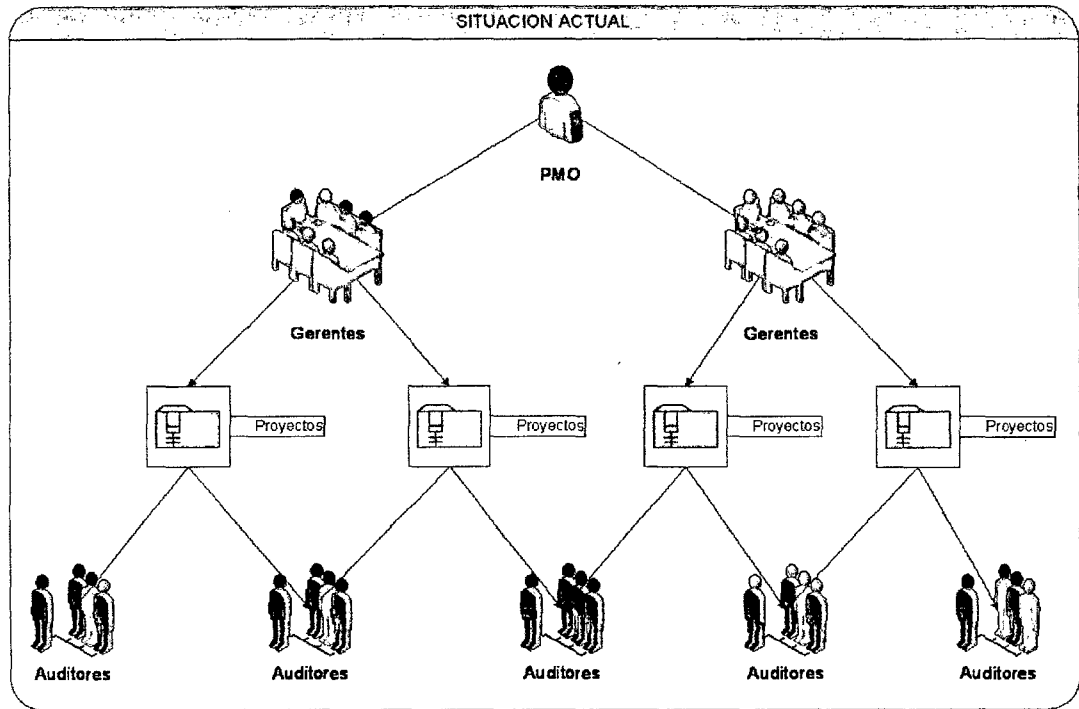 SITUACION ACTUAL
PMO
Gerentes
Gerentes
Proyectos
Proyectos
Proyectos
Proyectos
Auditores
Auditores
Auditores
Auditores
Auditores